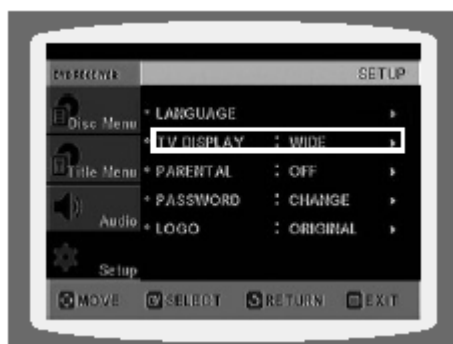 DVD RECEIVER SETUP
Disc Menu
Title Menu
Audio
Setup
LANGUAGE
TV DISPLAY : WIDE
PARENTAL : OFF
PASSWORD : CHANGE
LOGO : ORIGINAL
MOVE SELECT RETURN EXIT